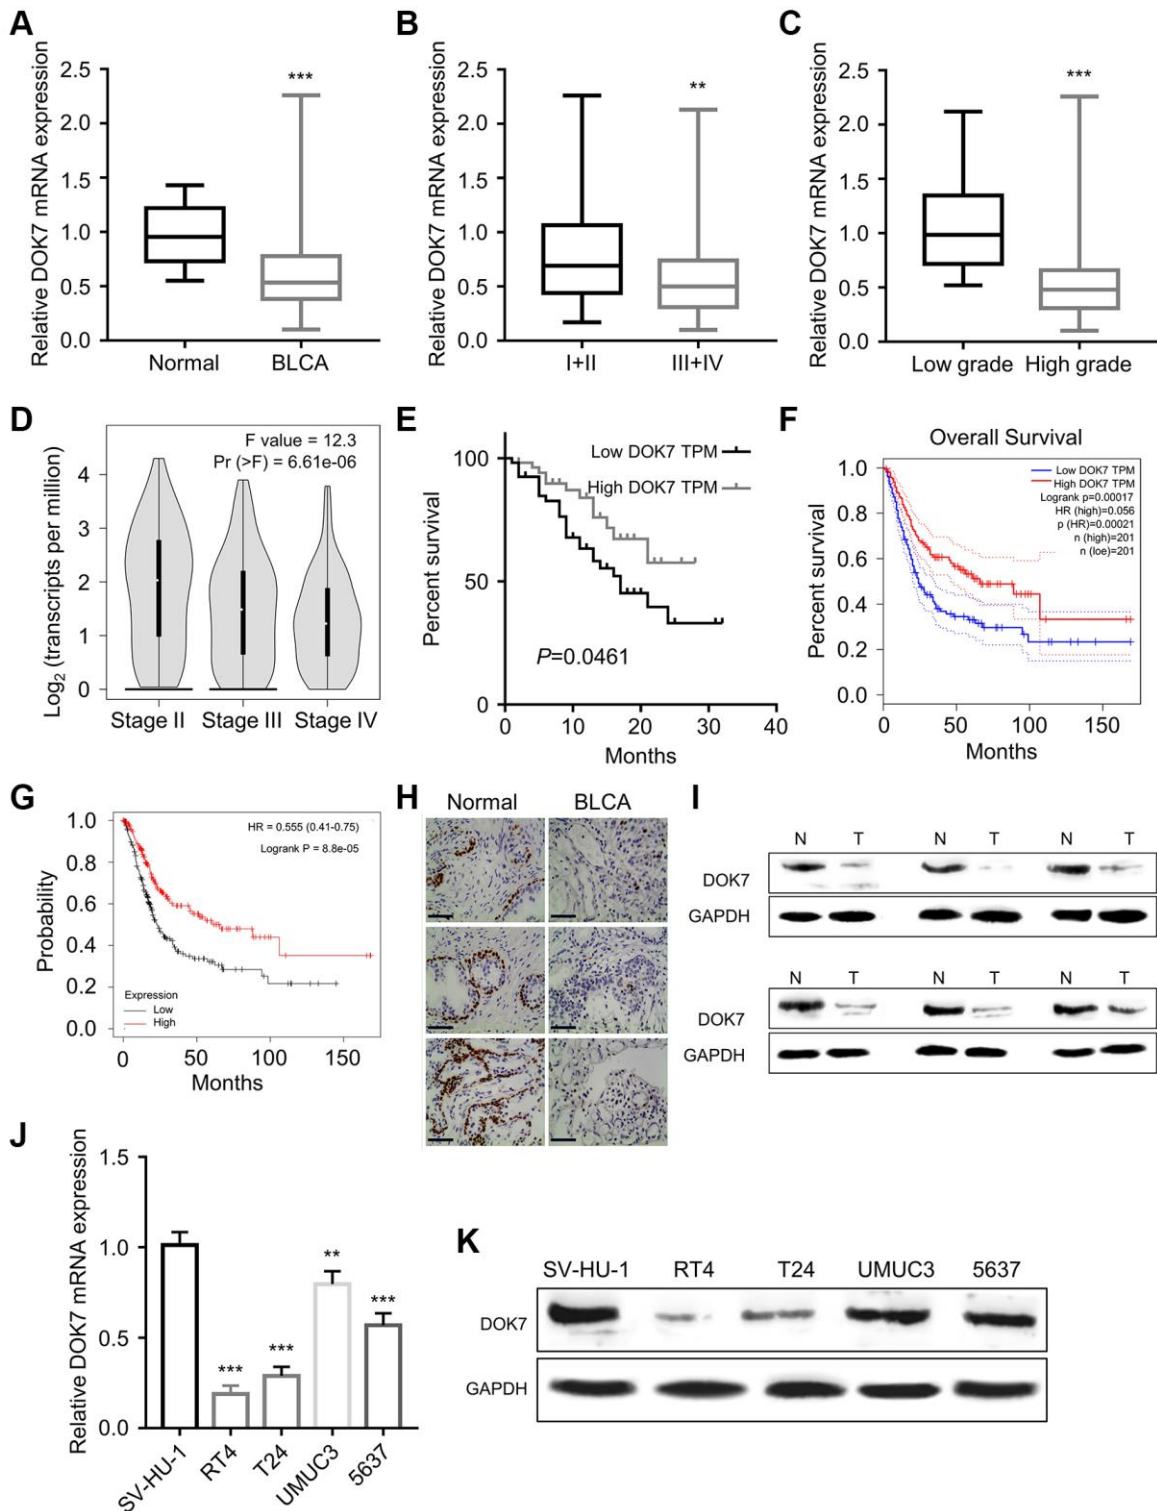 A
Relative DOK7 mRNA expression
2.5
2.0
1.5
1.0
0.5
0.0
***
Normal BLCA
B
Relative DOK7 mRNA expression
2.5
2.0
1.5
1.0
0.5
0.0
**
I+II III+IV
C
Relative DOK7 mRNA expression
2.5
2.0
1.5
1.0
0.5
0.0
***
Low grade High grade
D
Log2 (transcripts per million)
4
3
2
1
0
F value = 12.3
Pr (>F) = 6.61e-06
Stage II Stage III Stage IV
E
Percent survival
100
50
0
Low DOK7 TPM
High DOK7 TPM
P=0.0461
0 10 20 30 40
Months
F
Overall Survival
Percent survival
1.0
0.8
0.6
0.4
0.2
0.0
Low DOK7 TPM
High DOK7 TPM
Logrank p=0.00017
HR (high)=0.056
p (HR)=0.00021
n (high)=201
n (loe)=201
0 50 100 150
Months
G
Probability
1.0
0.8
0.6
0.4
0.2
0.0
HR = 0.555 (0.41-0.75)
Logrank P = 8.8e-05
Expression
Low
High
0 50 100 150
Months
H
Normal BLCA
I
N T N T N T
DOK7
GAPDH
N T N T N T
DOK7
GAPDH
J
Relative DOK7 mRNA expression
1.5
1.0
0.5
0.0
***
***
**
***
SV-HU-1 RT4 T24 UMUC3 5637
K
SV-HU-1 RT4 T24 UMUC3 5637
DOK7
GAPDH